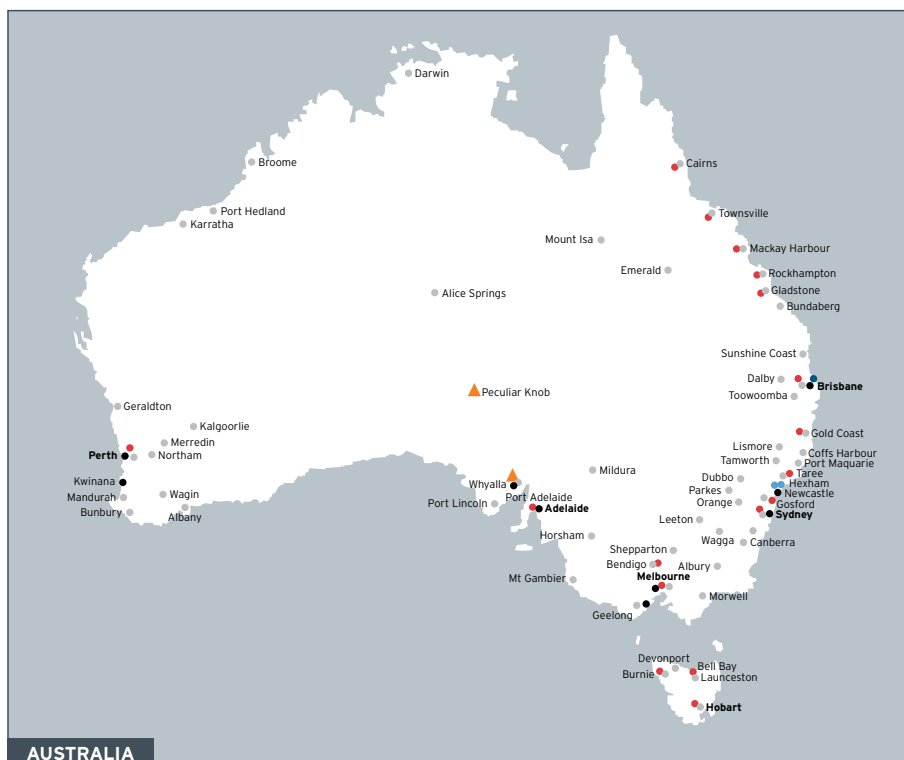 Darwin
Broome
Cairns
Port Hedland
Townsville
Karratha
Mount Isa
Mackay Harbour
Emerald
Rockhampton
Alice Springs
Gladstone
Bundaberg
Sunshine Coast
Dalby
Brisbane
Peculiar Knob
Toowoomba
Geraldton
Kalgoorlie
Gold Coast
Merredin
Lismore
Coffs Harbour
Perth
Northam
Tamworth
Port Maquarie
Mildura
Taree
Dubbo
Kwinana
Whyalla
Hexham
Parkes
Newcastle
Mandurah
Wagin
Port Adelaide
Port Lincoln
Orange
Gosford
Bunbury
Albany
Adelaide
Sydney
Leeton
Horsham
Wagga
Canberra
Shepparton
Bendigo
Albury
Mt Gambier
Melbourne
Morwell
Geelong
Devonport
Bell Bay
Burnie
Launceston
Hobart
AUSTRALIA